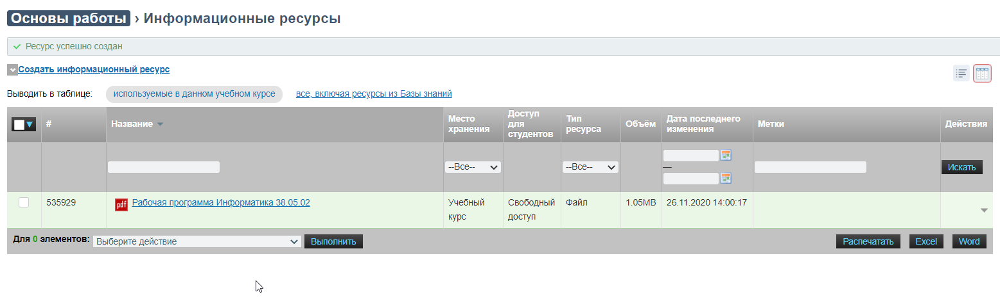 Основы работы › Информационные ресурсы
Ресурс успешно создан
Создать информационный ресурс
Выводить в таблице: используемые в данном учебном курсе все, включая ресурсы из Базы знаний
# Название Место хранения Доступ для студентов Тип ресурса Объём Дата последнего изменения Метки Действия
--Все-- --Все-- — Искать
535929 pdf Рабочая программа Информатика 38.05.02 Учебный курс Свободный доступ Файл 1.05MB 26.11.2020 14:00:17
Для 0 элементов: Выберите действие Выполнить Распечатать Excel Word